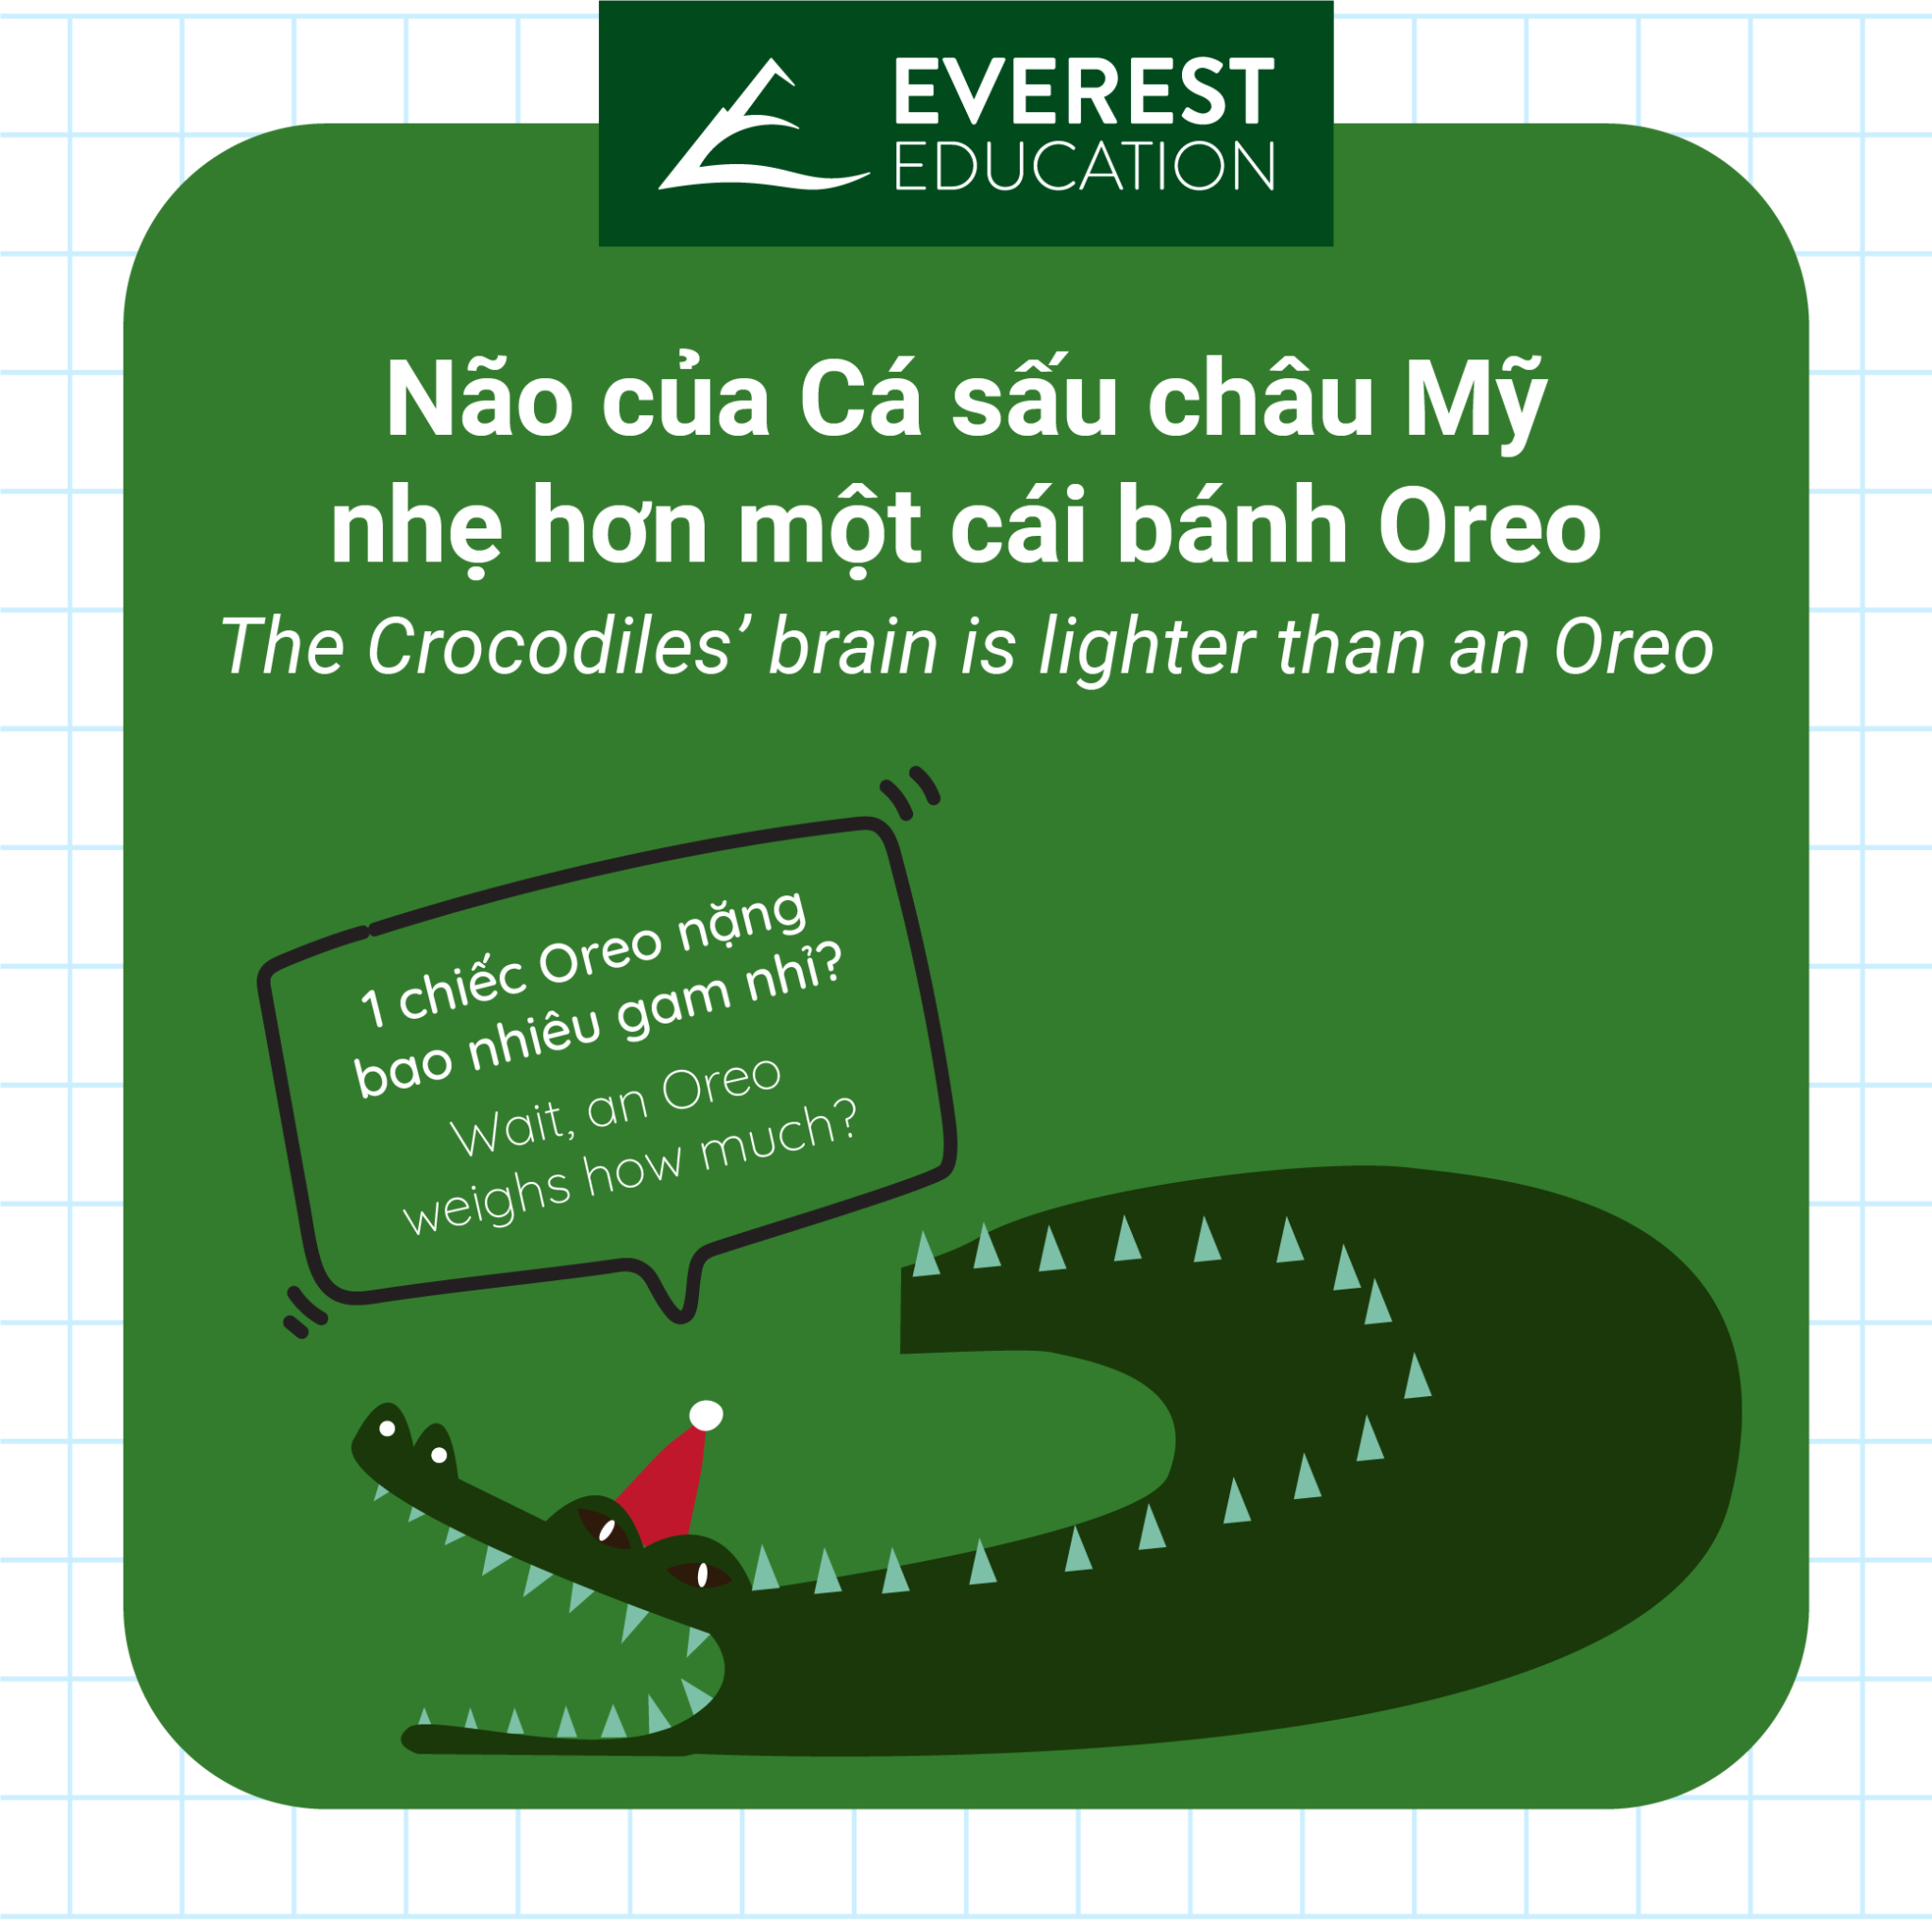 EVEREST
EDUCATION
Não của Cá sấu châu Mỹ
nhẹ hơn một cái bánh Oreo
The Crocodiles’ brain is lighter than an Oreo
1 chiếc Oreo nặng
bao nhiêu gam nhỉ?
Wait, an Oreo
weighs how much?